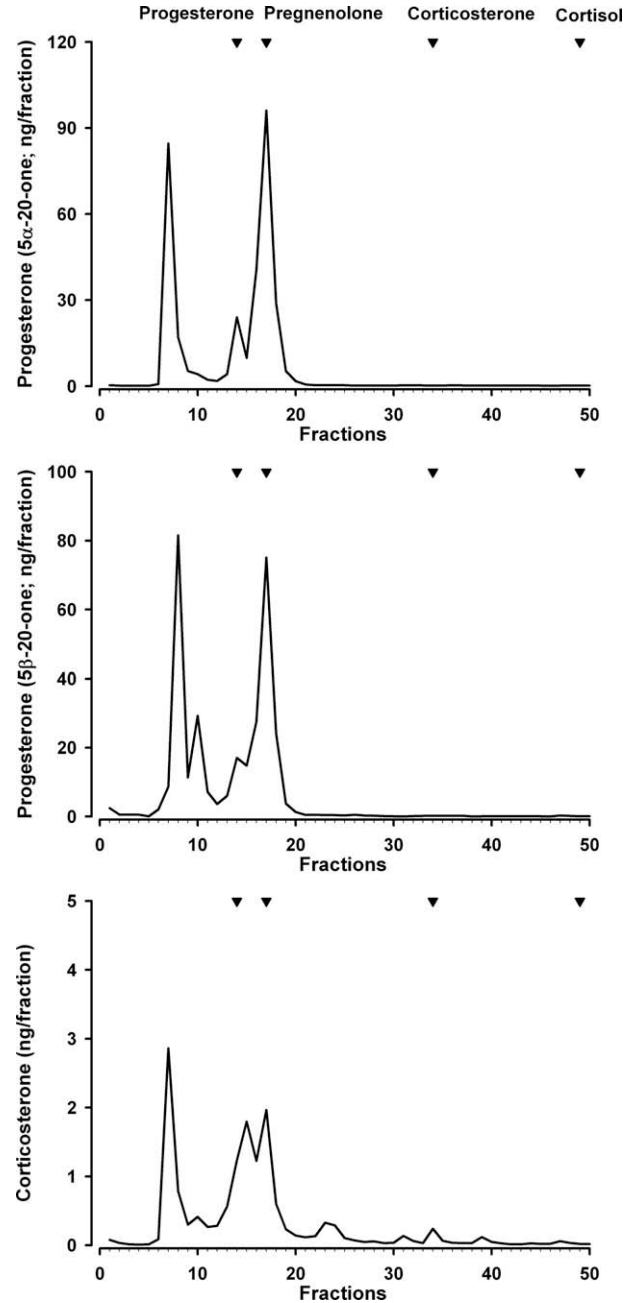 Progesterone Pregnenolone Corticosterone Cortisol
Progesterone (5α-20-one; ng/fraction)
120
90
60
30
0
0 10 20 30 40 50
Fractions
Progesterone (5β-20-one; ng/fraction)
100
80
60
40
20
0
0 10 20 30 40 50
Fractions
Corticosterone (ng/fraction)
5
4
3
2
1
0
0 10 20 30 40 50
Fractions